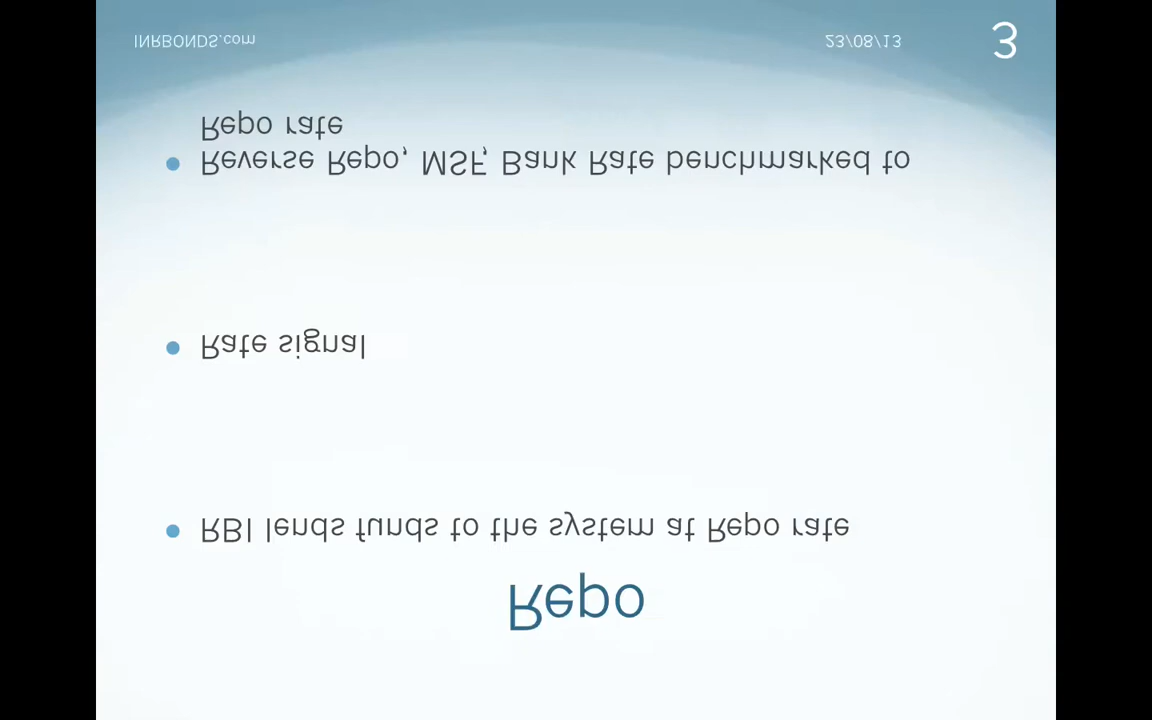 Repo
RBI lends funds to the system at Repo rate
Rate signal
Reverse Repo, MSF, Bank Rate benchmarked to
Repo rate
INRBONDS.com
23/08/13
3